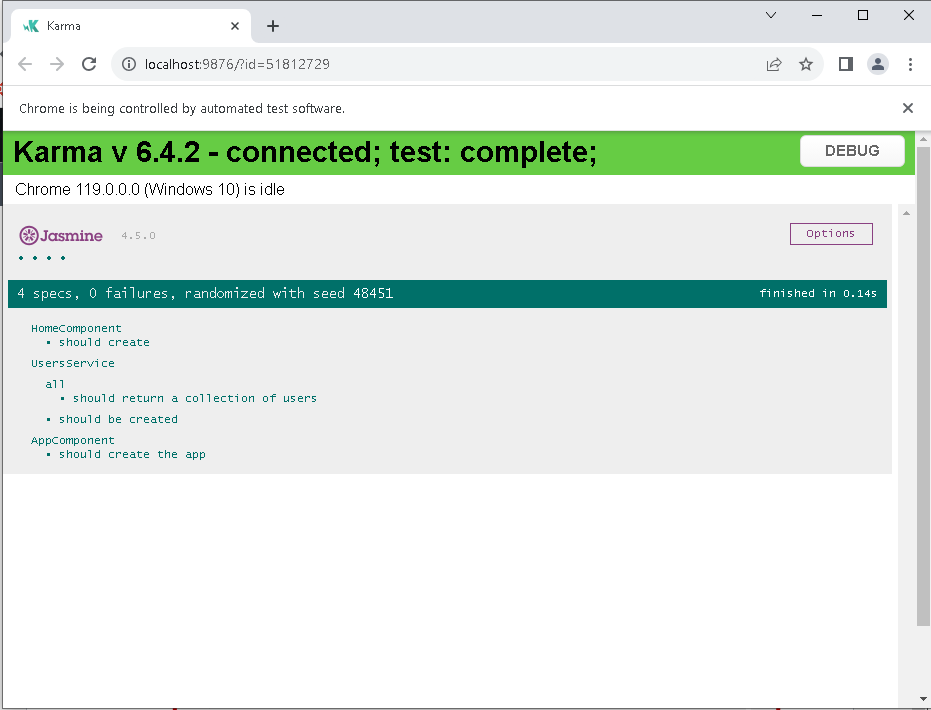 Karma
localhost:9876/?id=51812729
Chrome is being controlled by automated test software.
Karma v 6.4.2 - connected; test: complete;
DEBUG
Chrome 119.0.0.0 (Windows 10) is idle
Jasmine 4.5.0
Options
4 specs, 0 failures, randomized with seed 48451
finished in 0.14s
HomeComponent
• should create
UsersService
all
• should return a collection of users
• should be created
AppComponent
• should create the app